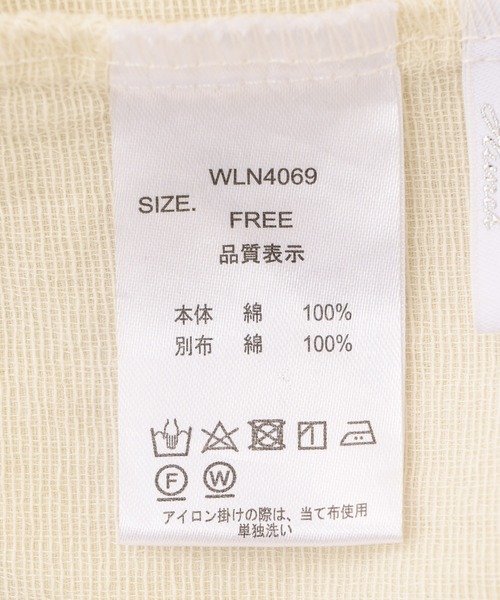 WLN4069
SIZE. FREE
品質表示
本体 綿 100%
別布 綿 100%
F W
アイロン掛けの際は、当て布使用
単独洗い